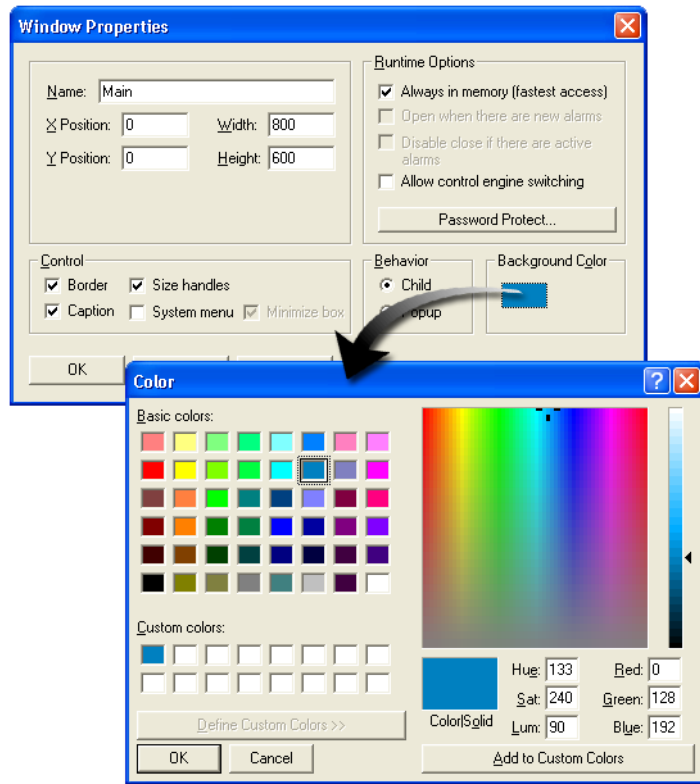 Window Properties
Name: Main
X Position: 0 Width: 800
Y Position: 0 Height: 600
Runtime Options
Always in memory (fastest access)
Open when there are new alarms
Disable close if there are active
alarms
Allow control engine switching
Password Protect...
Control
Border Size handles
Caption System menu Minimize box
Behavior
Child
Background Color
OK
Color
?
Basic colors:
Custom colors:
Define Custom Colors >>
OK Cancel
Color|Solid
Hue: 133 Red: 0
Sat: 240 Green: 128
Lum: 90 Blue: 192
Add to Custom Colors